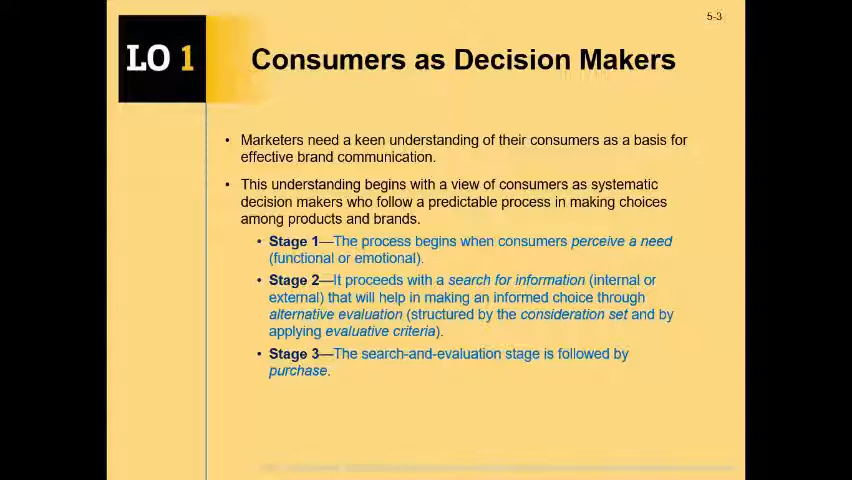 5-3
LO 1
Consumers as Decision Makers
• Marketers need a keen understanding of their consumers as a basis for
effective brand communication.
• This understanding begins with a view of consumers as systematic
decision makers who follow a predictable process in making choices
among products and brands.
• Stage 1—The process begins when consumers perceive a need
(functional or emotional).
• Stage 2—It proceeds with a search for information (internal or
external) that will help in making an informed choice through
alternative evaluation (structured by the consideration set and by
applying evaluative criteria).
• Stage 3—The search-and-evaluation stage is followed by
purchase.